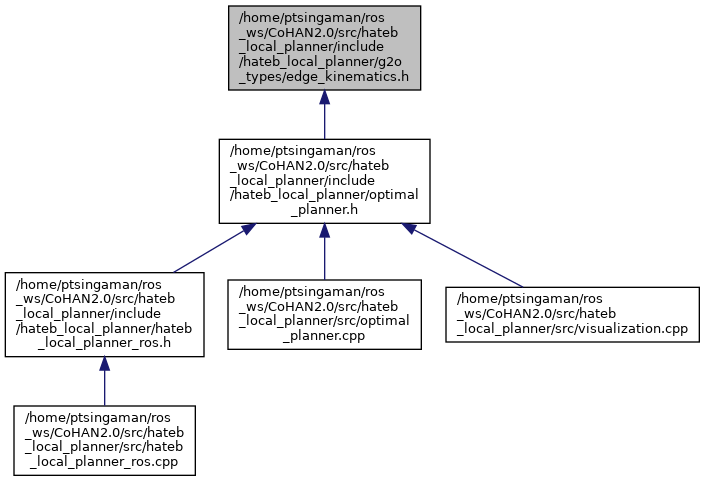 /home/ptsingaman/ros
_ws/CoHAN2.0/src/hateb
_local_planner/include
/hateb_local_planner/g2o
_types/edge_kinematics.h
/home/ptsingaman/ros
_ws/CoHAN2.0/src/hateb
_local_planner/include
/hateb_local_planner/optimal
_planner.h
/home/ptsingaman/ros
_ws/CoHAN2.0/src/hateb
_local_planner/include
/hateb_local_planner/hateb
_local_planner_ros.h
/home/ptsingaman/ros
_ws/CoHAN2.0/src/hateb
_local_planner/src/optimal
_planner.cpp
/home/ptsingaman/ros
_ws/CoHAN2.0/src/hateb
_local_planner/src/visualization.cpp
/home/ptsingaman/ros
_ws/CoHAN2.0/src/hateb
_local_planner/src/hateb
_local_planner_ros.cpp